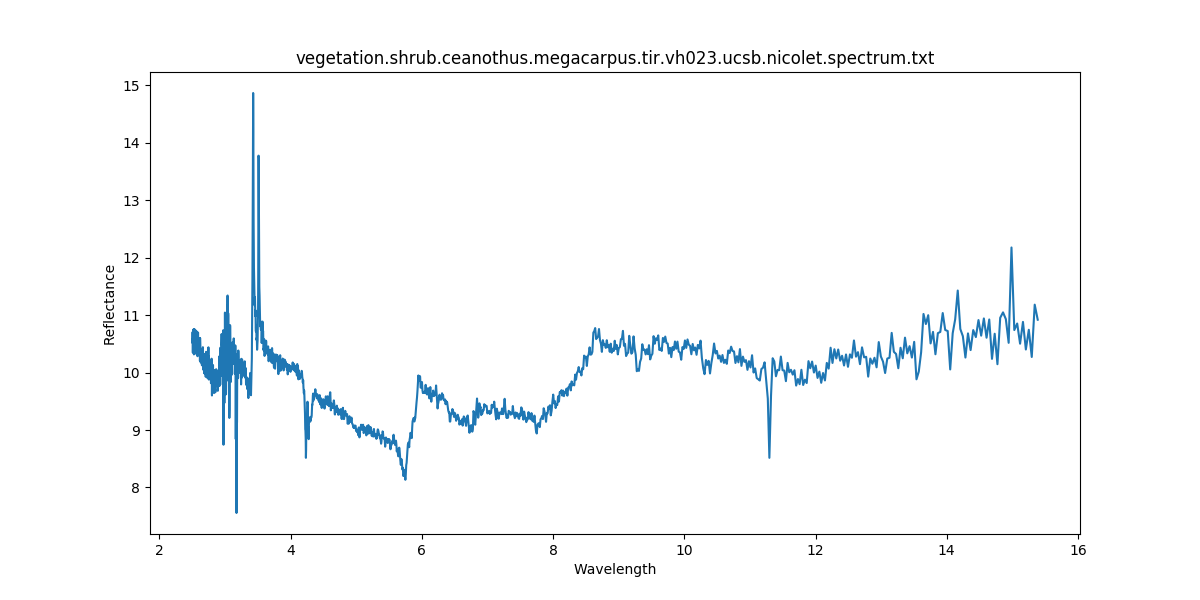 vegetation.shrub.ceanothus.megacarpus.tir.vh023.ucsb.nicolet.spectrum.txt
15
14
13
12
11
10
9
8
Reflectance
2 4 6 8 10 12 14 16
Wavelength